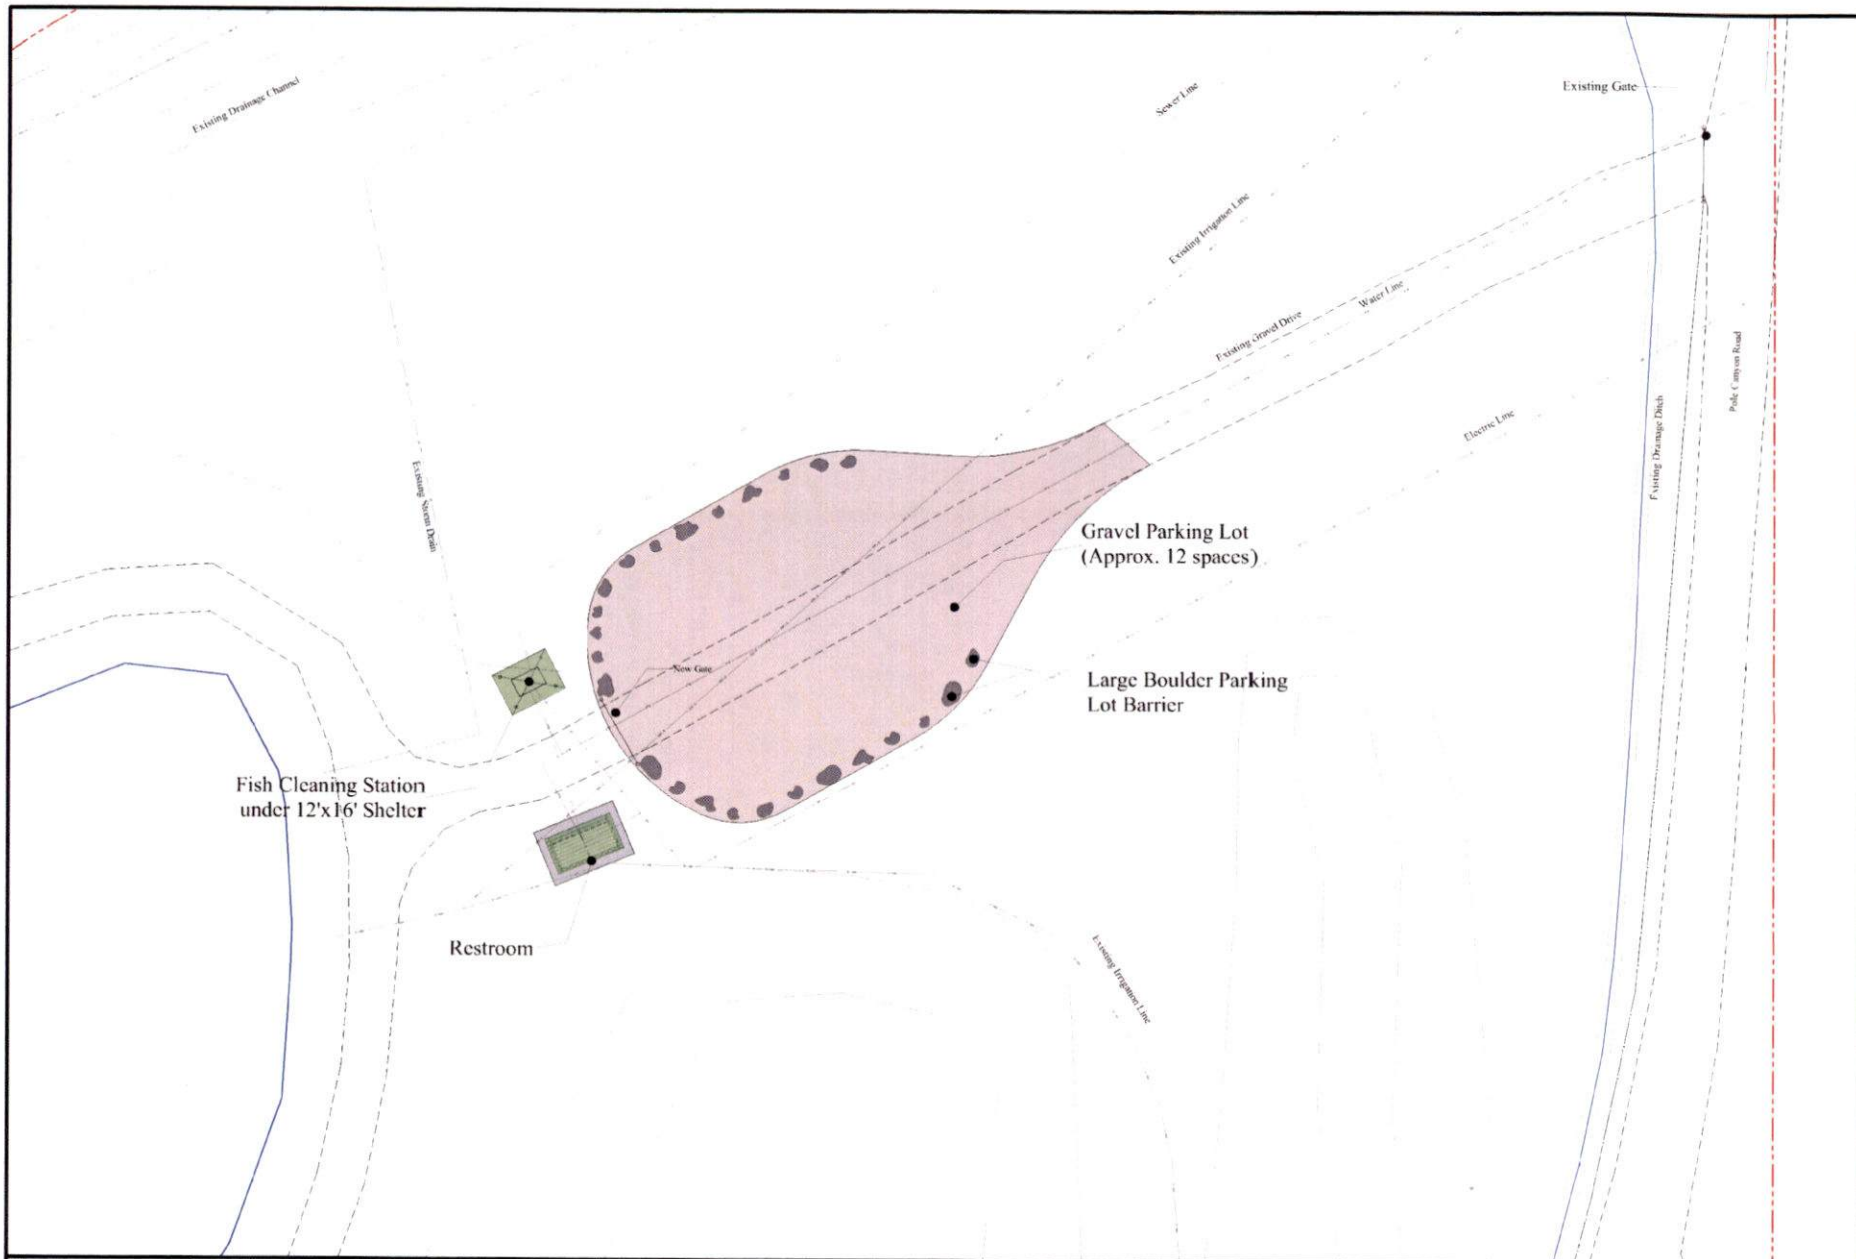 Existing Drainage Channel
Sewer Line
Existing Gate
Existing Irrigation Line
Water Line
Existing Gravel Drive
Pole Canyon Road
Existing Drainage Ditch
Electric Line
Existing Storm Drain
Gravel Parking Lot
(Approx. 12 spaces)
New Gate
Large Boulder Parking
Lot Barrier
Fish Cleaning Station
under 12'x16' Shelter
Restroom
Existing Irrigation Line